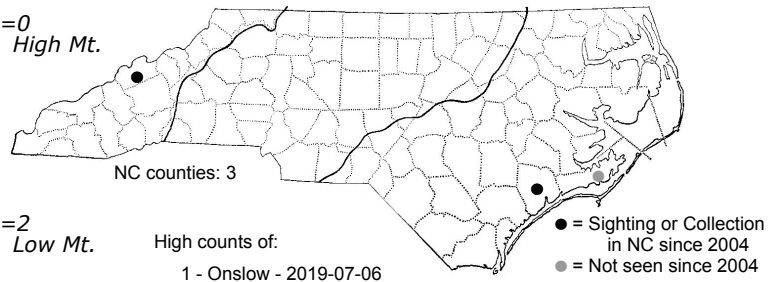 =0
High Mt.
NC counties: 3
=2
Low Mt.
High counts of:
1 - Onslow - 2019-07-06
= Sighting or Collection
in NC since 2004
= Not seen since 2004